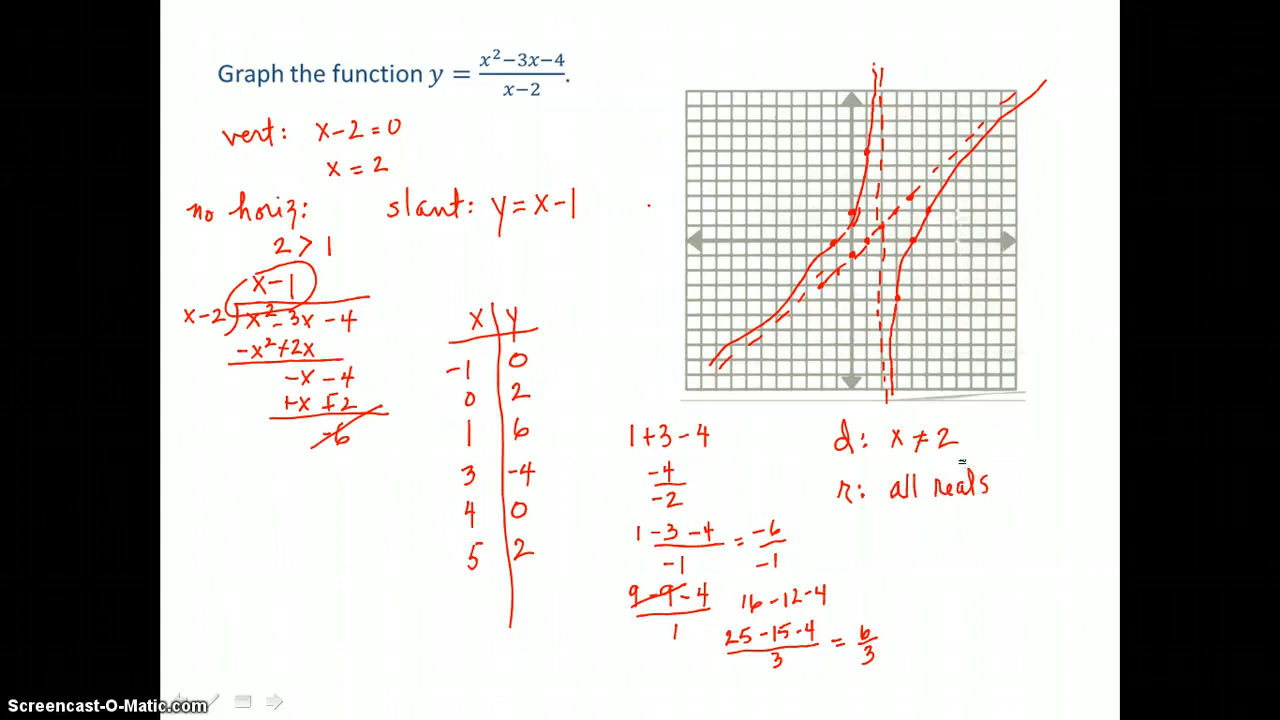 Graph the function y = (x²−3x−4)/(x−2).
vert: x−2=0
x = 2
no horiz:
2 > 1
slant: y = x−1
x−1
x−2 x² − 3x − 4
−x² + 2x
−x − 4
+x − 2
−6
x y
−1 0
0 2
1 6
3 −4
4 0
5 2
1+3−4
−4
−2
1−3−4 = −6
−1 −1
9−9−4
1
16−12−4
25−15−4 = 6
3 3
d: x ≠ 2
r: all reals
Screencast-O-Matic.com